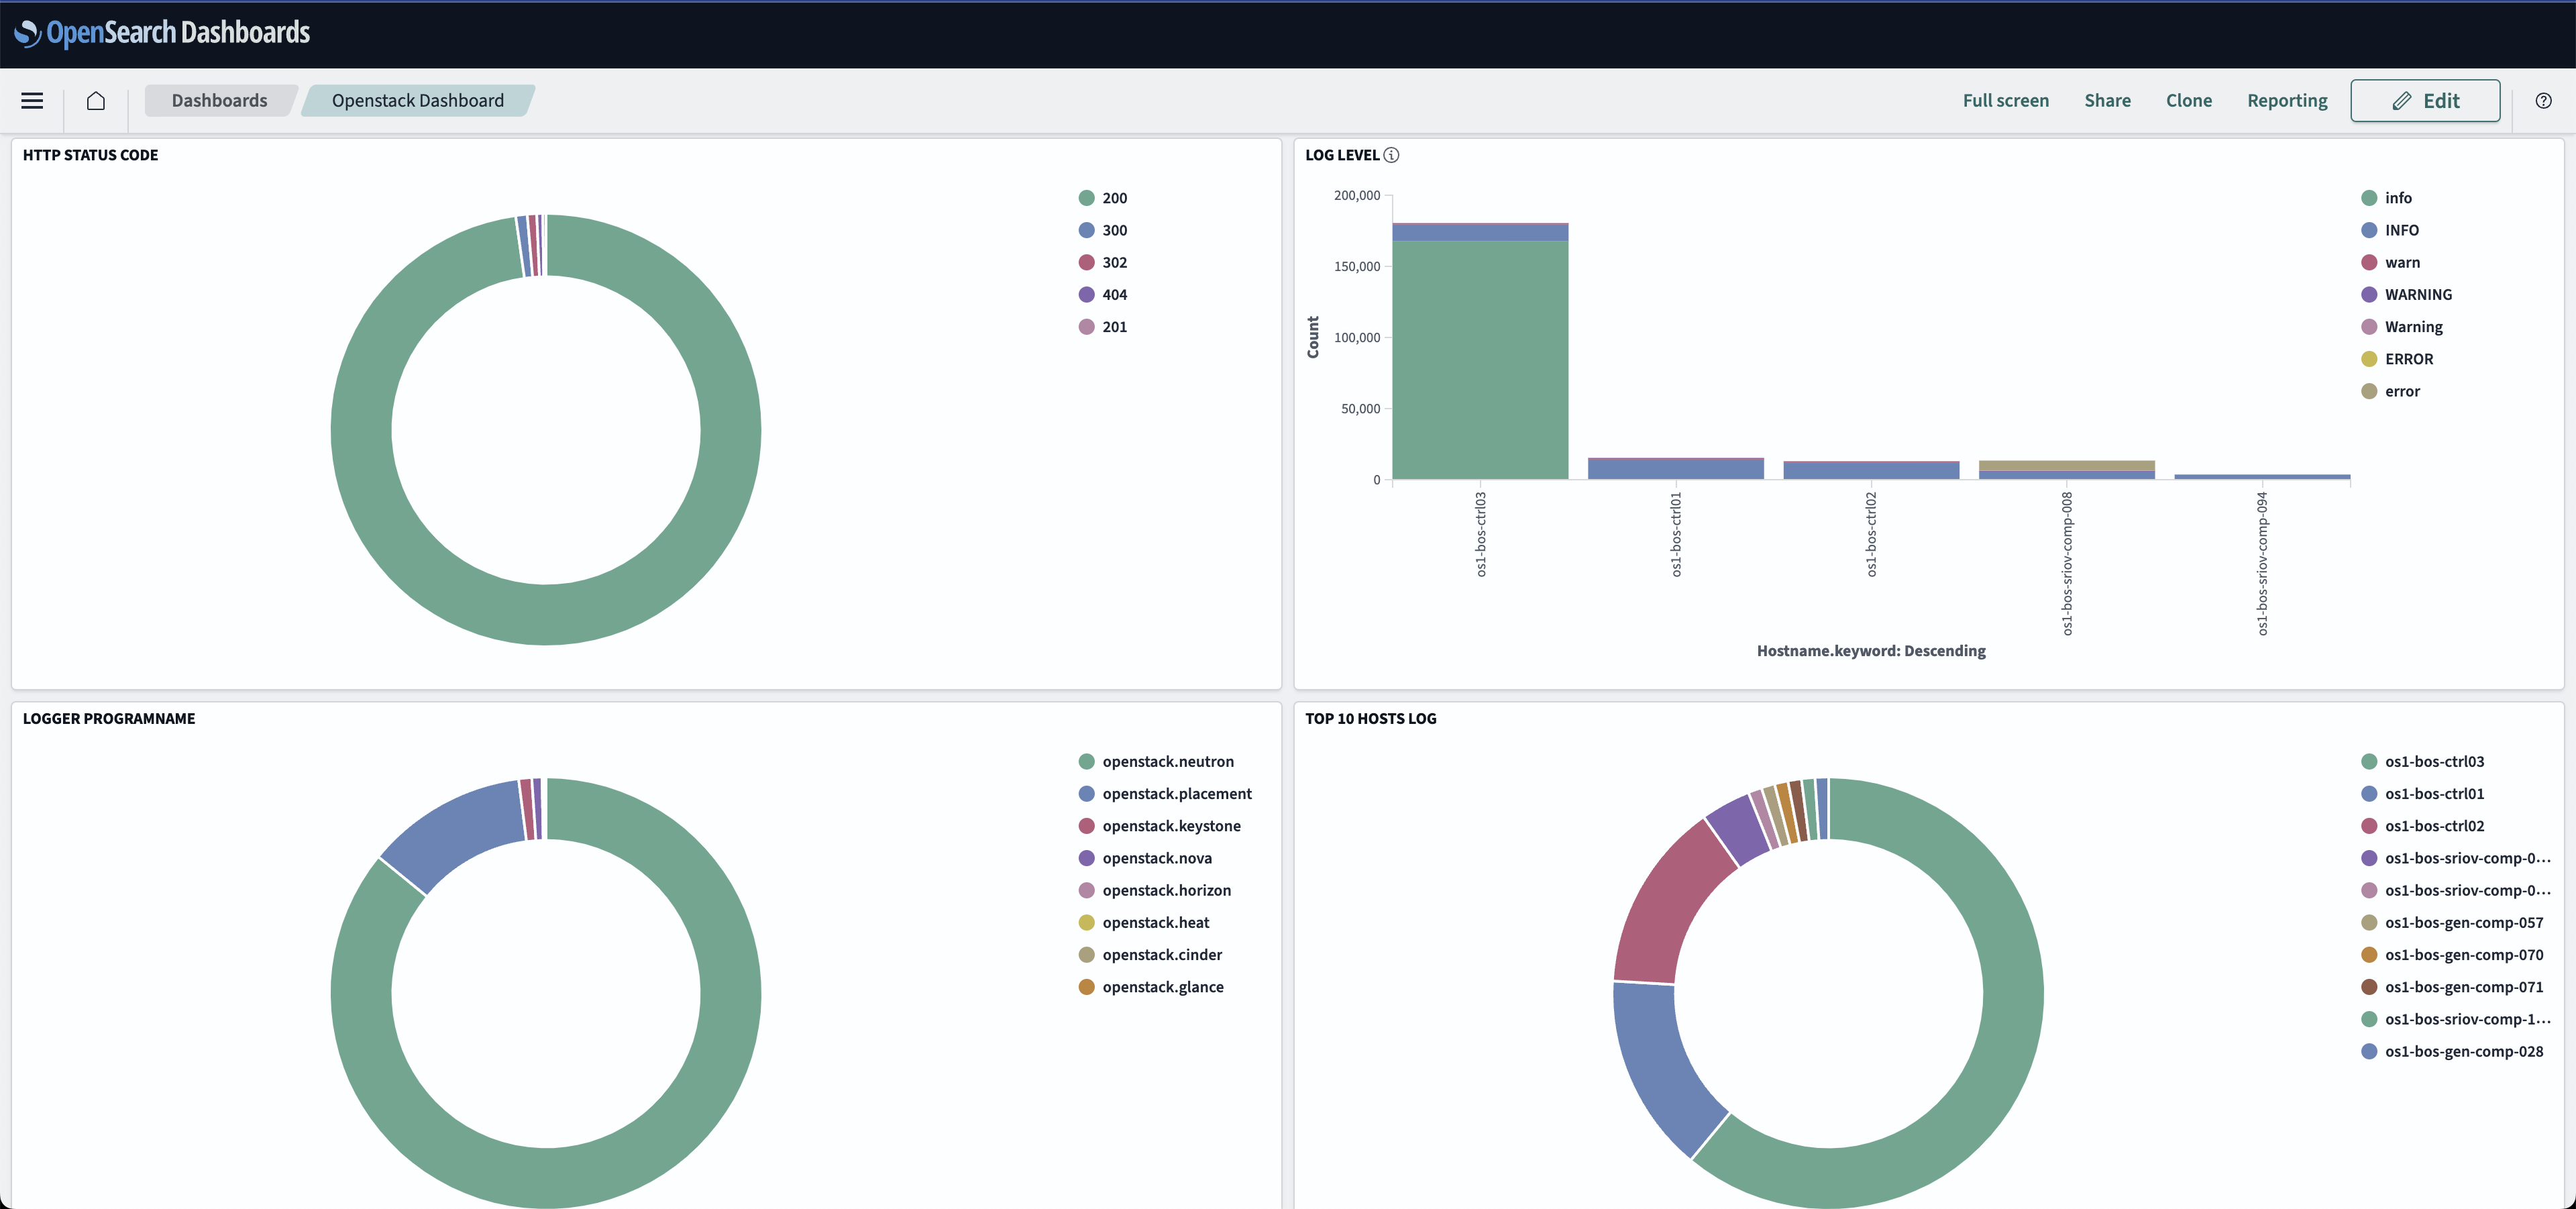 OpenSearch Dashboards
Dashboards
Openstack Dashboard
Full screen
Share
Clone
Reporting
Edit
HTTP STATUS CODE
200
300
302
404
201
LOG LEVEL
200,000
150,000
100,000
50,000
0
Count
os1-bos-ctrl03
os1-bos-ctrl01
os1-bos-ctrl02
os1-bos-sriov-comp-008
os1-bos-sriov-comp-094
Hostname.keyword: Descending
info
INFO
warn
WARNING
Warning
ERROR
error
LOGGER PROGRAMNAME
openstack.neutron
openstack.placement
openstack.keystone
openstack.nova
openstack.horizon
openstack.heat
openstack.cinder
openstack.glance
TOP 10 HOSTS LOG
os1-bos-ctrl03
os1-bos-ctrl01
os1-bos-ctrl02
os1-bos-sriov-comp-0…
os1-bos-sriov-comp-0…
os1-bos-gen-comp-057
os1-bos-gen-comp-070
os1-bos-gen-comp-071
os1-bos-sriov-comp-1…
os1-bos-gen-comp-028